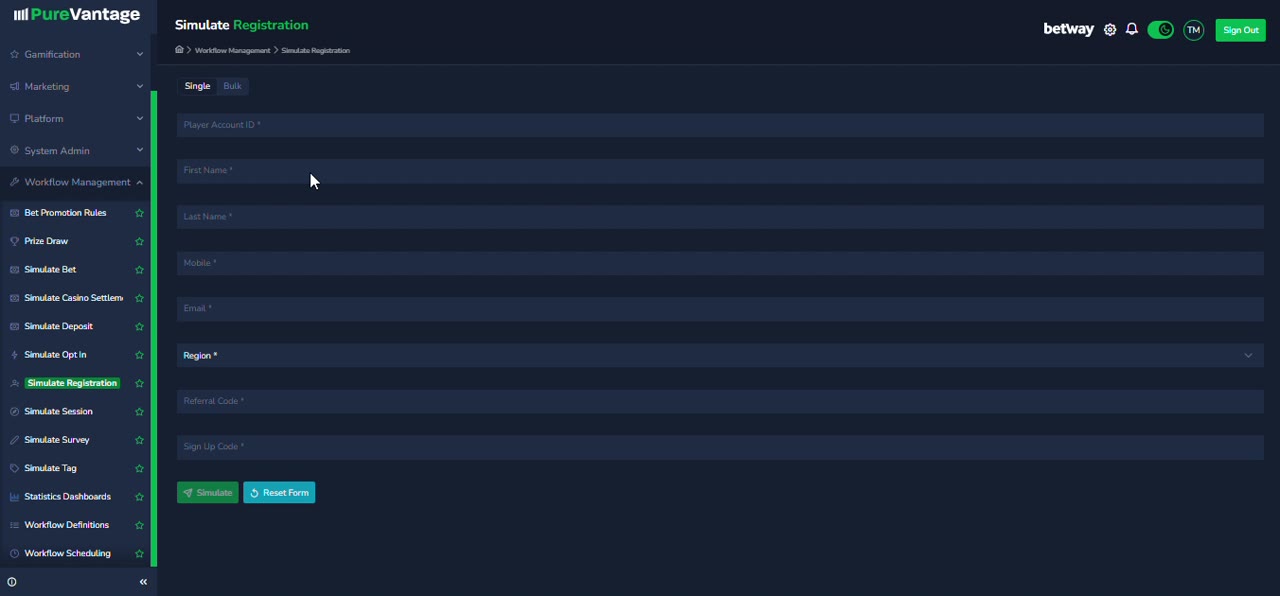 PureVantage
Gamification
Marketing
Platform
System Admin
Workflow Management
Bet Promotion Rules
Prize Draw
Simulate Bet
Simulate Casino Settlem
Simulate Deposit
Simulate Opt In
Simulate Registration
Simulate Session
Simulate Survey
Simulate Tag
Statistics Dashboards
Workflow Definitions
Workflow Scheduling
Simulate Registration
Workflow Management > Simulate Registration
betway
TM
Sign Out
Single Bulk
Player Account ID *
First Name *
Last Name *
Mobile *
Email *
Region *
Referral Code *
Sign Up Code *
Simulate Reset Form